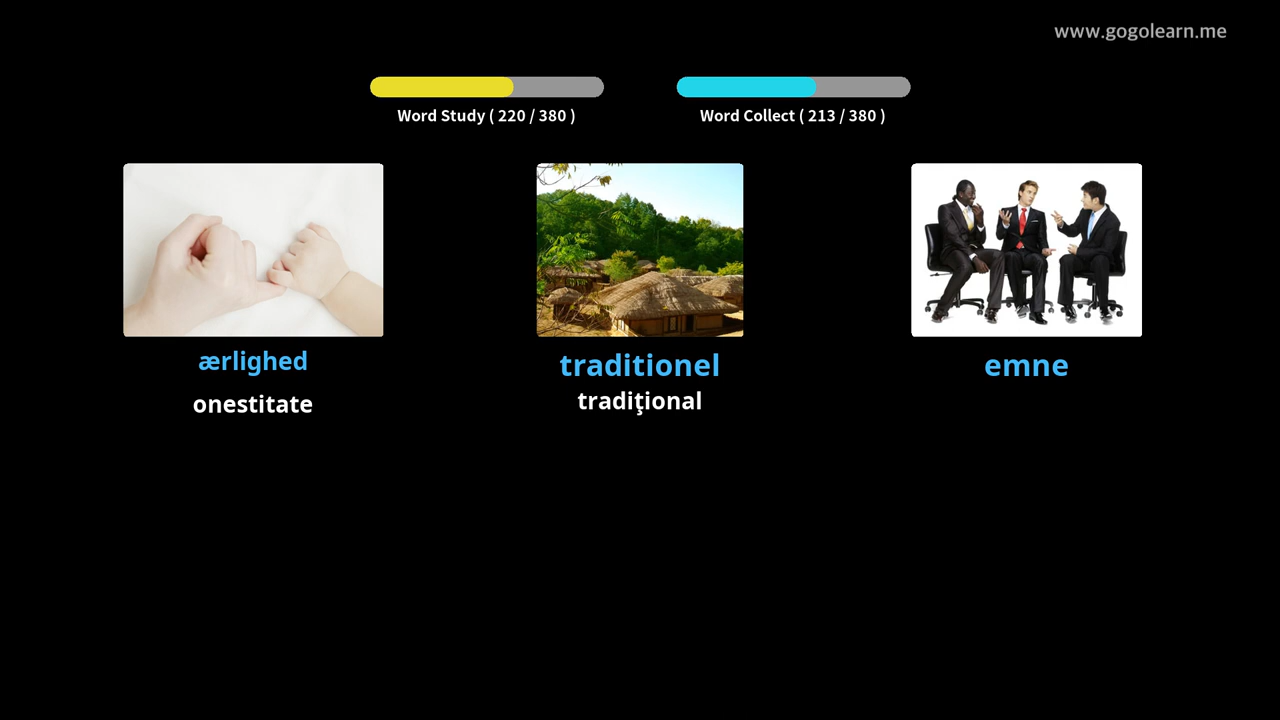 www.gogolearn.me
Word Study ( 220 / 380 )
Word Collect ( 213 / 380 )
ærlighed
traditionel
emne
onestitate
tradiţional